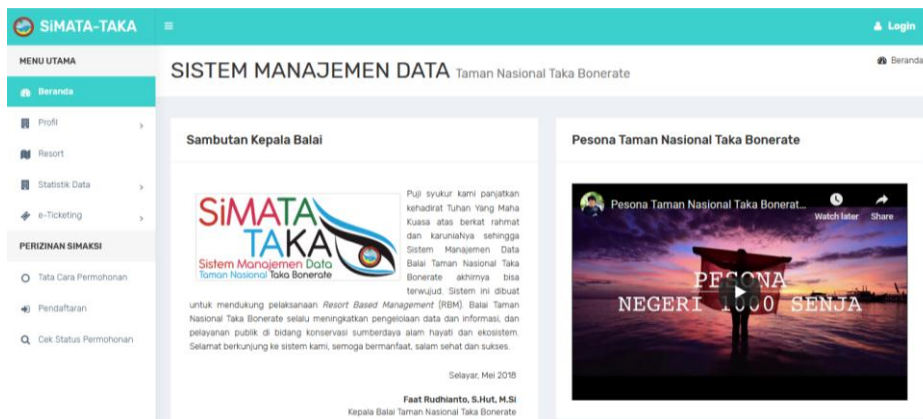 SiMATA-TAKA
Login
MENU UTAMA
Beranda
Profil
Resort
Statistik Data
e-Ticketing
PERIZINAN SIMAKSI
Tata Cara Permohonan
Pendaftaran
Cek Status Permohonan
SISTEM MANAJEMEN DATA Taman Nasional Taka Bonerate
Beranda
Sambutan Kepala Balai
SiMATA
TAKA
Sistem Manajemen Data
Taman Nasional Taka Bonerate
Puji syukur kami panjatkan
kehadirat Tuhan Yang Maha
Kuasa atas berkat rahmat
dan karuniaNya sehingga
Sistem Manajemen Data
Balai Taman Nasional Taka
Bonerate akhirnya bisa
terwujud. Sistem ini dibuat
untuk mendukung pelaksanaan Resort Based Management (RBM). Balai Taman
Nasional Taka Bonerate selalu meningkatkan pengelolaan data dan informasi, dan
pelayanan publik di bidang konservasi sumberdaya alam hayati dan ekosistem.
Selamat berkunjung ke sistem kami, semoga bermanfaat, salam sehat dan sukses.
Selayar, Mei 2018
Faat Rudhianto, S.Hut, M.Si
Kepala Balai Taman Nasional Taka Bonerate
Pesona Taman Nasional Taka Bonerate
Pesona Taman Nasional Taka Bonerat...
Watch later
Share
PESONA
NEGERI 1000 SENJA